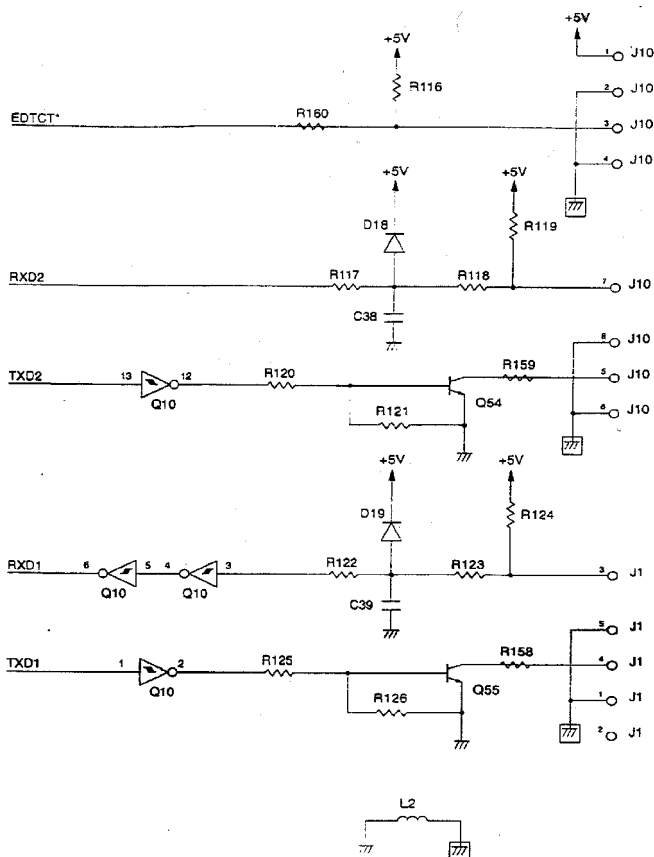 +5V +5V
1 J10
R116 2 J10
R160
EDTCT* 3 J10
4 J10
+5V +5V
D18 R119
RXD2 R117 R118 7 J10
C38
8 J10
TXD2 13 12 R120 R159 5 J10
Q10 Q54
R121 6 J10
+5V +5V
D19 R124
RXD1 6 5 4 3 R122 R123 3 J1
Q10 Q10
C39
5 J1
TXD1 1 2 R125 R158 4 J1
Q10 Q55
R126 1 J1
2 J1
L2